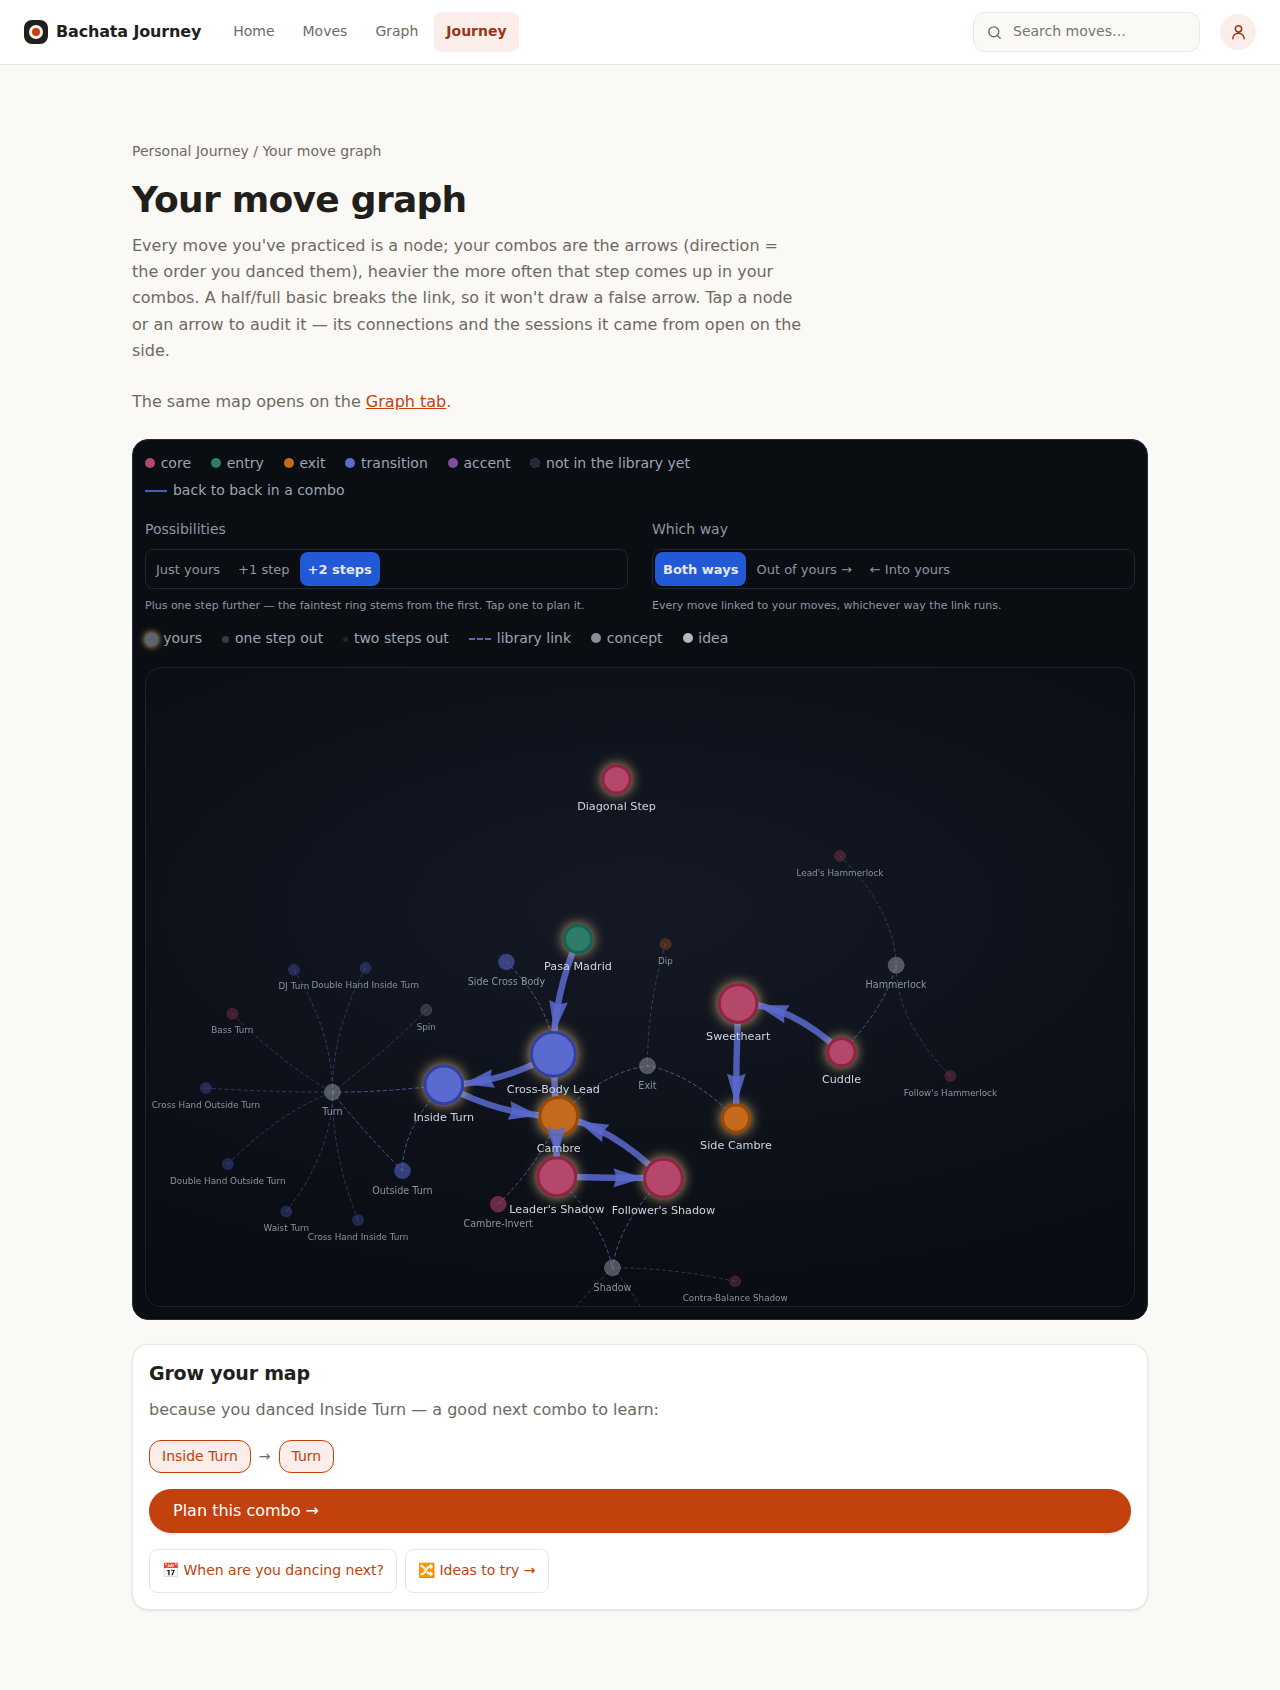 Bachata Journey
Home
Moves
Graph
Journey
Search moves...
Personal Journey / Your move graph
Your move graph
Every move you've practiced is a node; your combos are the arrows (direction =
the order you danced them), heavier the more often that step comes up in your
combos. A half/full basic breaks the link, so it won't draw a false arrow. Tap a node
or an arrow to audit it — its connections and the sessions it came from open on the
side.
The same map opens on the Graph tab.
core
entry
exit
transition
accent
not in the library yet
back to back in a combo
Possibilities
Just yours
+1 step
+2 steps
Plus one step further — the faintest ring stems from the first. Tap one to plan it.
Which way
Both ways
Out of yours →
← Into yours
Every move linked to your moves, whichever way the link runs.
yours
one step out
two steps out
library link
concept
idea
Diagonal Step
Lead's Hammerlock
Pasa Madrid
Dip
Side Cross Body
Hammerlock
DJ Turn
Double Hand Inside Turn
Bass Turn
Spin
Sweetheart
Cuddle
Cross-Body Lead
Exit
Follow's Hammerlock
Cross Hand Outside Turn
Turn
Inside Turn
Cambre
Side Cambre
Double Hand Outside Turn
Outside Turn
Leader's Shadow
Follower's Shadow
Cambre-Invert
Waist Turn
Cross Hand Inside Turn
Shadow
Contra-Balance Shadow
Grow your map
because you danced Inside Turn — a good next combo to learn:
Inside Turn → Turn
Plan this combo →
When are you dancing next?
Ideas to try →